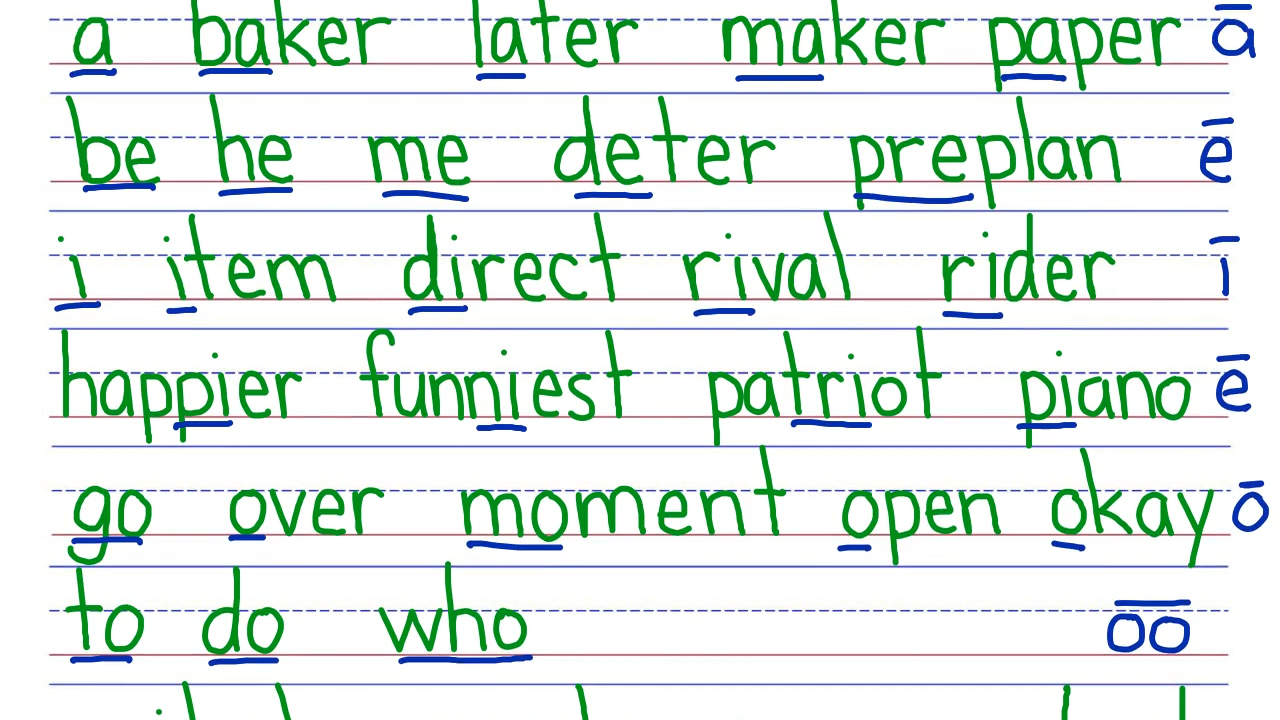 a baker later maker paper ā
be he me deter preplan ē
i item direct rival rider ī
happier funniest patriot piano ē
go over moment open okay ō
to do who o͞o